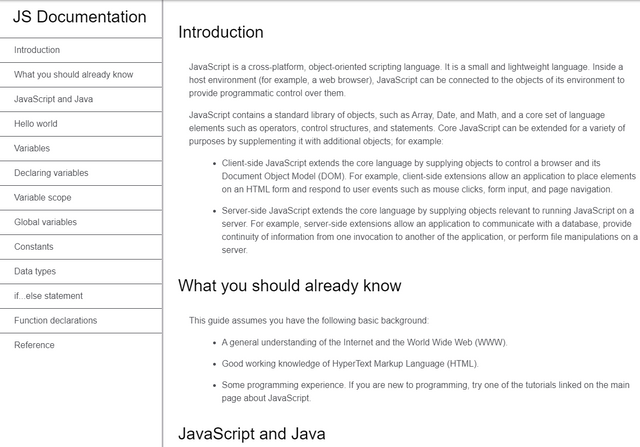 JS Documentation
Introduction
What you should already know
JavaScript and Java
Hello world
Variables
Declaring variables
Variable scope
Global variables
Constants
Data types
if...else statement
Function declarations
Reference
Introduction
JavaScript is a cross-platform, object-oriented scripting language. It is a small and lightweight language. Inside a
host environment (for example, a web browser), JavaScript can be connected to the objects of its environment to
provide programmatic control over them.
JavaScript contains a standard library of objects, such as Array, Date, and Math, and a core set of language
elements such as operators, control structures, and statements. Core JavaScript can be extended for a variety of
purposes by supplementing it with additional objects; for example:
• Client-side JavaScript extends the core language by supplying objects to control a browser and its
Document Object Model (DOM). For example, client-side extensions allow an application to place elements
on an HTML form and respond to user events such as mouse clicks, form input, and page navigation.
• Server-side JavaScript extends the core language by supplying objects relevant to running JavaScript on a
server. For example, server-side extensions allow an application to communicate with a database, provide
continuity of information from one invocation to another of the application, or perform file manipulations on a
server.
What you should already know
This guide assumes you have the following basic background:
• A general understanding of the Internet and the World Wide Web (WWW).
• Good working knowledge of HyperText Markup Language (HTML).
• Some programming experience. If you are new to programming, try one of the tutorials linked on the main
page about JavaScript.
JavaScript and Java